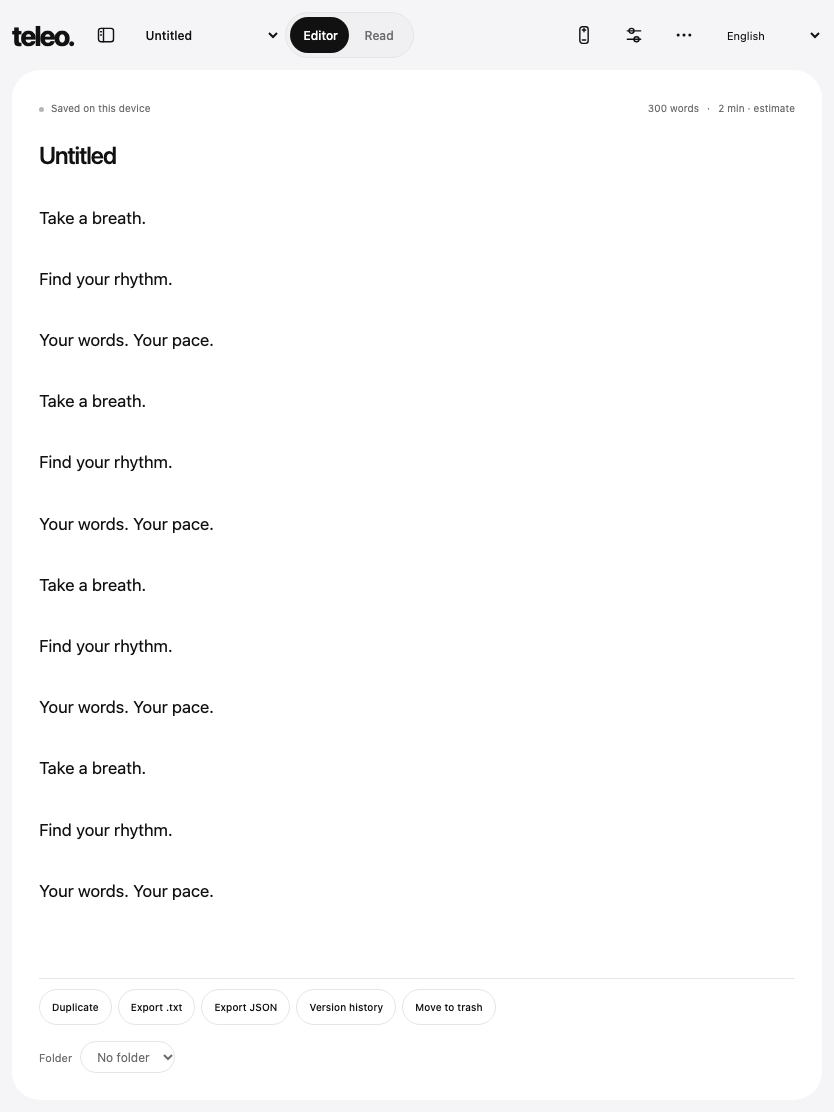 teleo.
Untitled
Editor
Read
English
Saved on this device
300 words · 2 min · estimate
Untitled
Take a breath.
Find your rhythm.
Your words. Your pace.
Take a breath.
Find your rhythm.
Your words. Your pace.
Take a breath.
Find your rhythm.
Your words. Your pace.
Take a breath.
Find your rhythm.
Your words. Your pace.
Duplicate
Export .txt
Export JSON
Version history
Move to trash
Folder
No folder